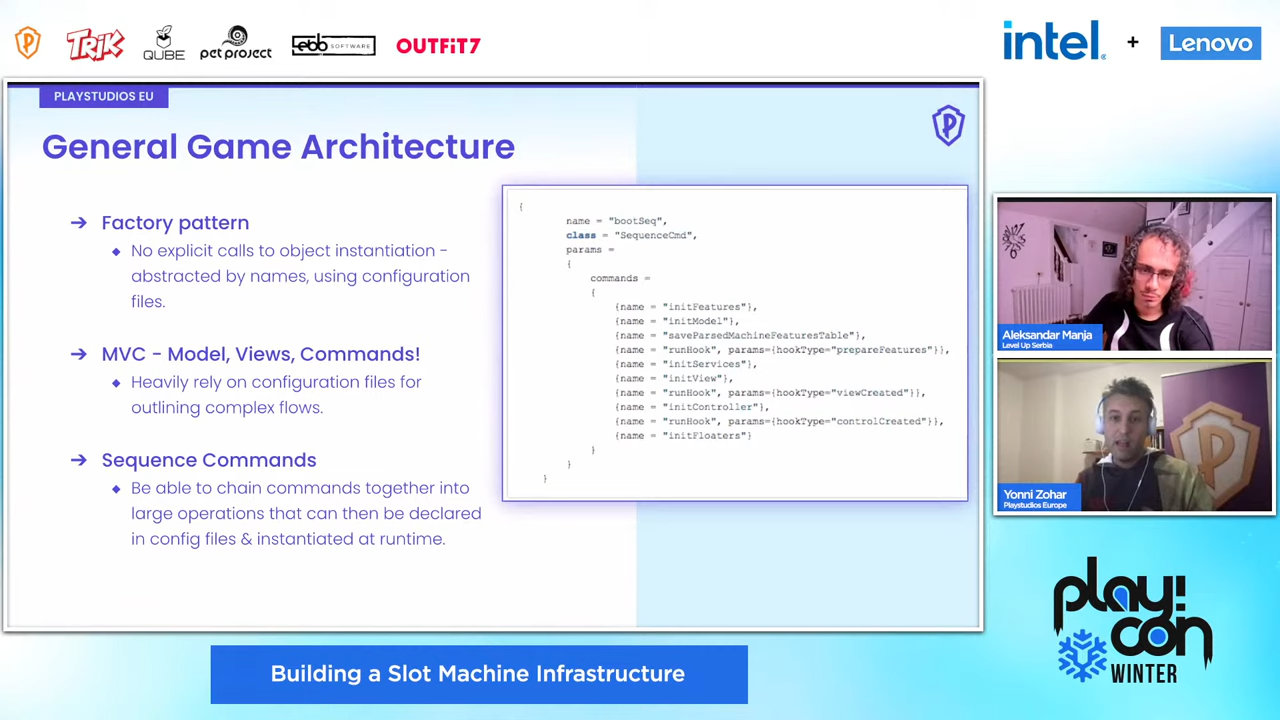 TRiK
QUBE
pet project
Lebb SOFTWARE
OUTFIT7
intel.
+
Lenovo
PLAYSTUDIOS EU
General Game Architecture
P
➔ Factory pattern
◆ No explicit calls to object instantiation -
abstracted by names, using configuration
files.
➔ MVC - Model, Views, Commands!
◆ Heavily rely on configuration files for
outlining complex flows.
➔ Sequence Commands
◆ Be able to chain commands together into
large operations that can then be declared
in config files & instantiated at runtime.
{
name = "bootSeq",
class = "SequenceCmd",
params =
{
commands =
{
{name = "initFeatures"},
{name = "initModel"},
{name = "saveParsedMachineFeaturesTable"},
{name = "runHook", params={hookType="prepareFeatures"}},
{name = "initServices"},
{name = "initView"},
{name = "runHook", params={hookType="viewCreated"}},
{name = "initController"},
{name = "runHook", params={hookType="controlCreated"}},
{name = "initFloaters"}
}
}
}
Aleksandar Manja
Level Up Serbia
Yonni Zohar
Playstudios Europe
play!
con
WINTER
Building a Slot Machine Infrastructure